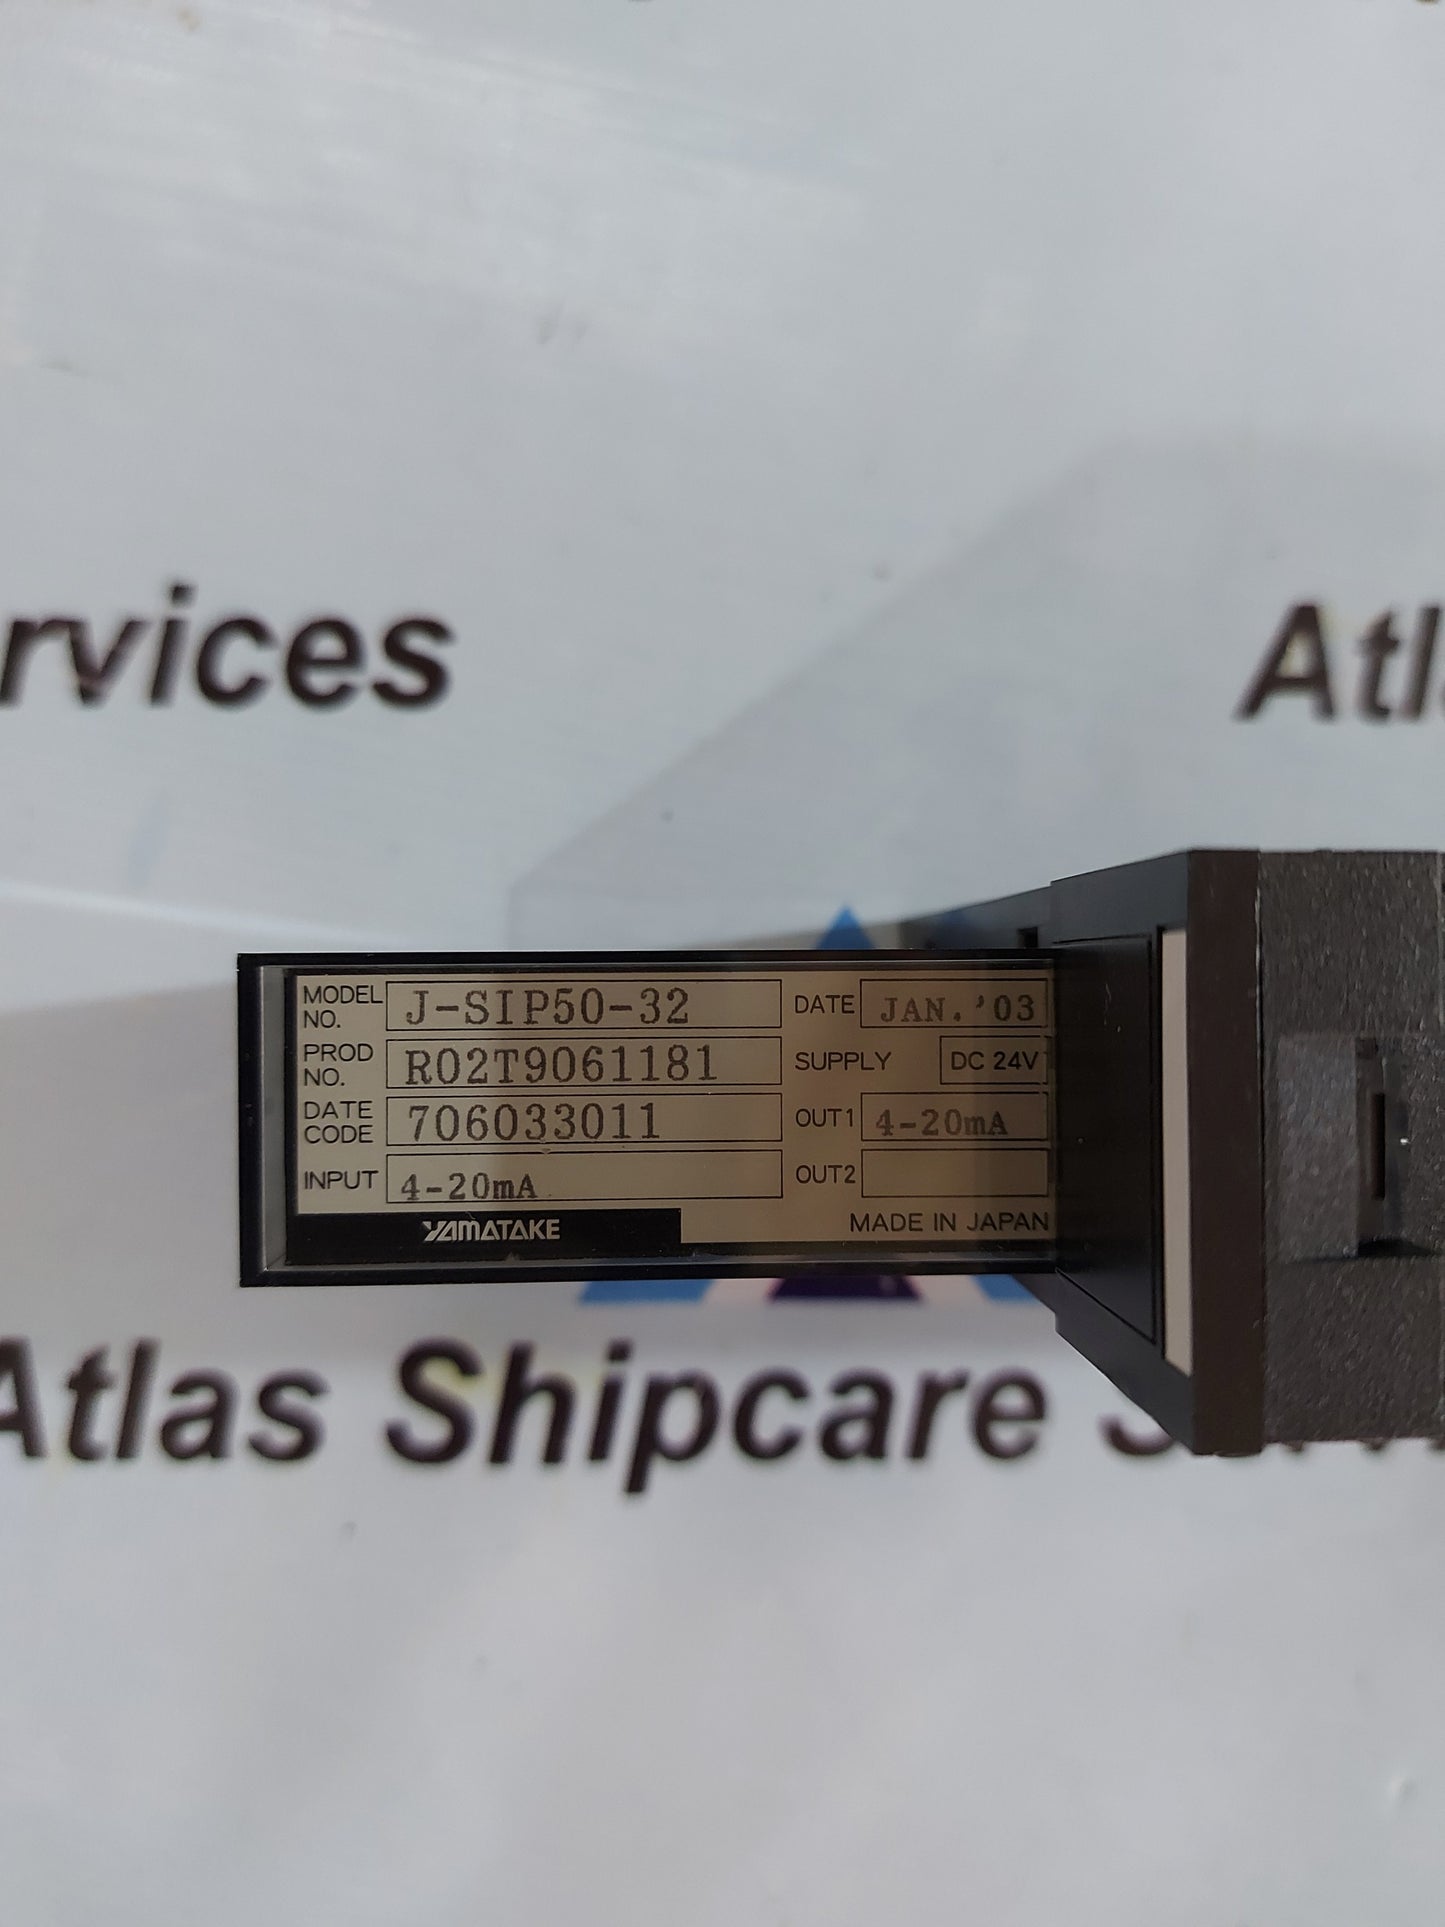 rvices
Atl
MODEL NO. J-SIP50-32 DATE JAN.'03
PROD NO. R02T9061181 SUPPLY DC 24V
DATE CODE 706033011 OUT1 4-20mA
INPUT 4-20mA OUT2
YAMATAKE MADE IN JAPAN
Atlas Shipcare